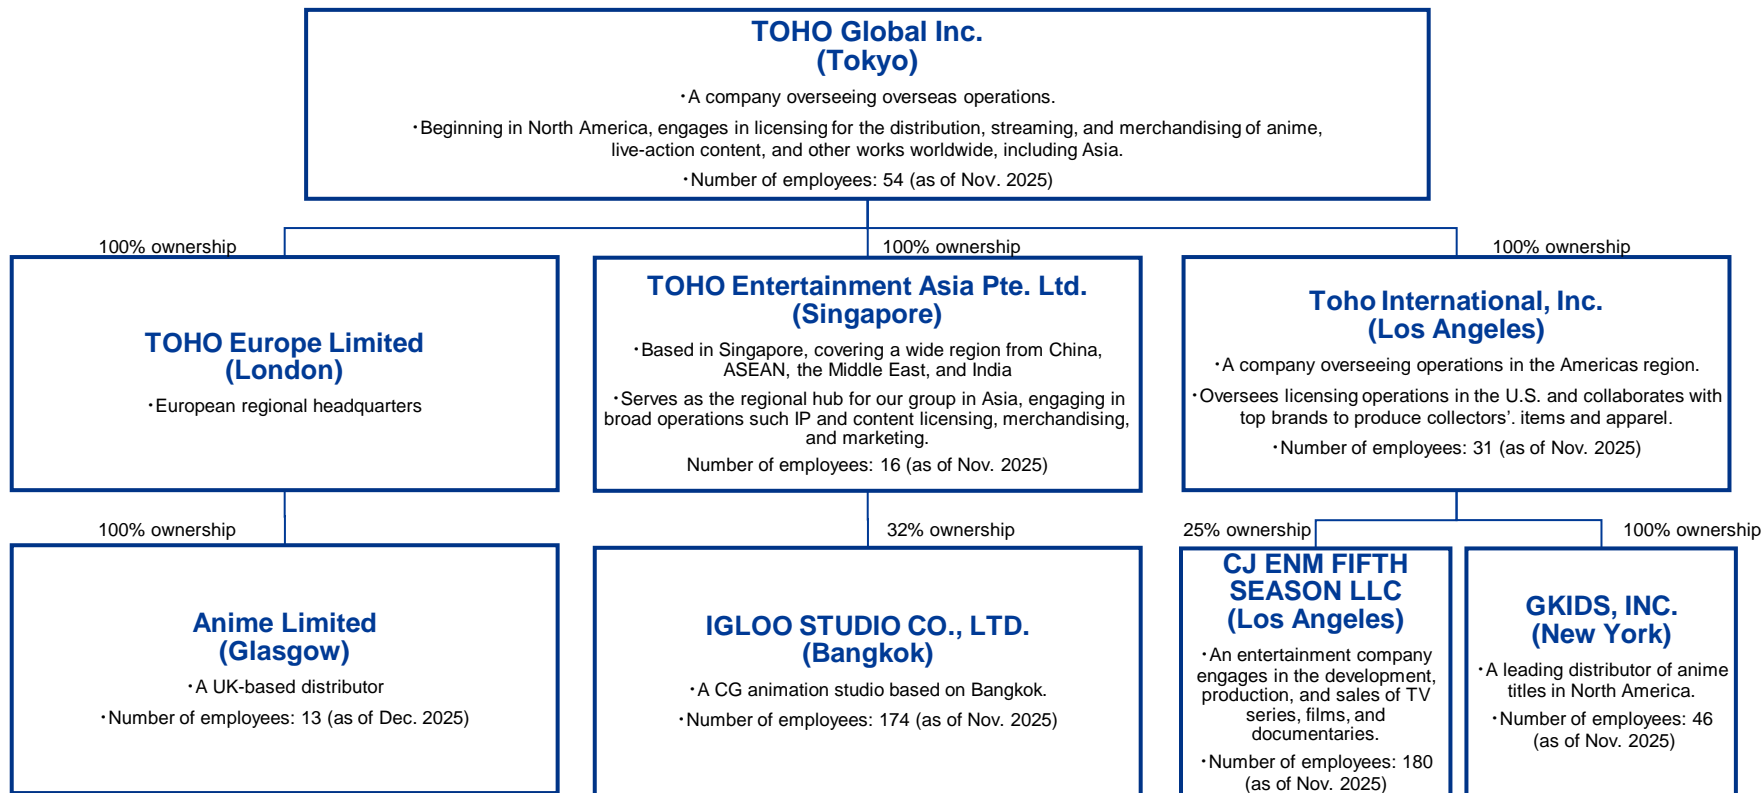 TOHO Global Inc.
(Tokyo)
・A company overseeing overseas operations.
・Beginning in North America, engages in licensing for the distribution, streaming, and merchandising of anime,
live-action content, and other works worldwide, including Asia.
・Number of employees: 54 (as of Nov. 2025)
100% ownership
100% ownership
100% ownership
TOHO Europe Limited
(London)
・European regional headquarters
TOHO Entertainment Asia Pte. Ltd.
(Singapore)
・Based in Singapore, covering a wide region from China,
ASEAN, the Middle East, and India
・Serves as the regional hub for our group in Asia, engaging in
broad operations such IP and content licensing, merchandising,
and marketing.
Number of employees: 16 (as of Nov. 2025)
Toho International, Inc.
(Los Angeles)
・A company overseeing operations in the Americas region.
・Oversees licensing operations in the U.S. and collaborates with
top brands to produce collectors’. items and apparel.
・Number of employees: 31 (as of Nov. 2025)
100% ownership
32% ownership
25% ownership
100% ownership
Anime Limited
(Glasgow)
・A UK-based distributor
・Number of employees: 13 (as of Dec. 2025)
IGLOO STUDIO CO., LTD.
(Bangkok)
・A CG animation studio based on Bangkok.
・Number of employees: 174 (as of Nov. 2025)
CJ ENM FIFTH
SEASON LLC
(Los Angeles)
・An entertainment company
engages in the development,
production, and sales of TV
series, films, and
documentaries.
・Number of employees: 180
(as of Nov. 2025)
GKIDS, INC.
(New York)
・A leading distributor of anime
titles in North America.
・Number of employees: 46
(as of Nov. 2025)